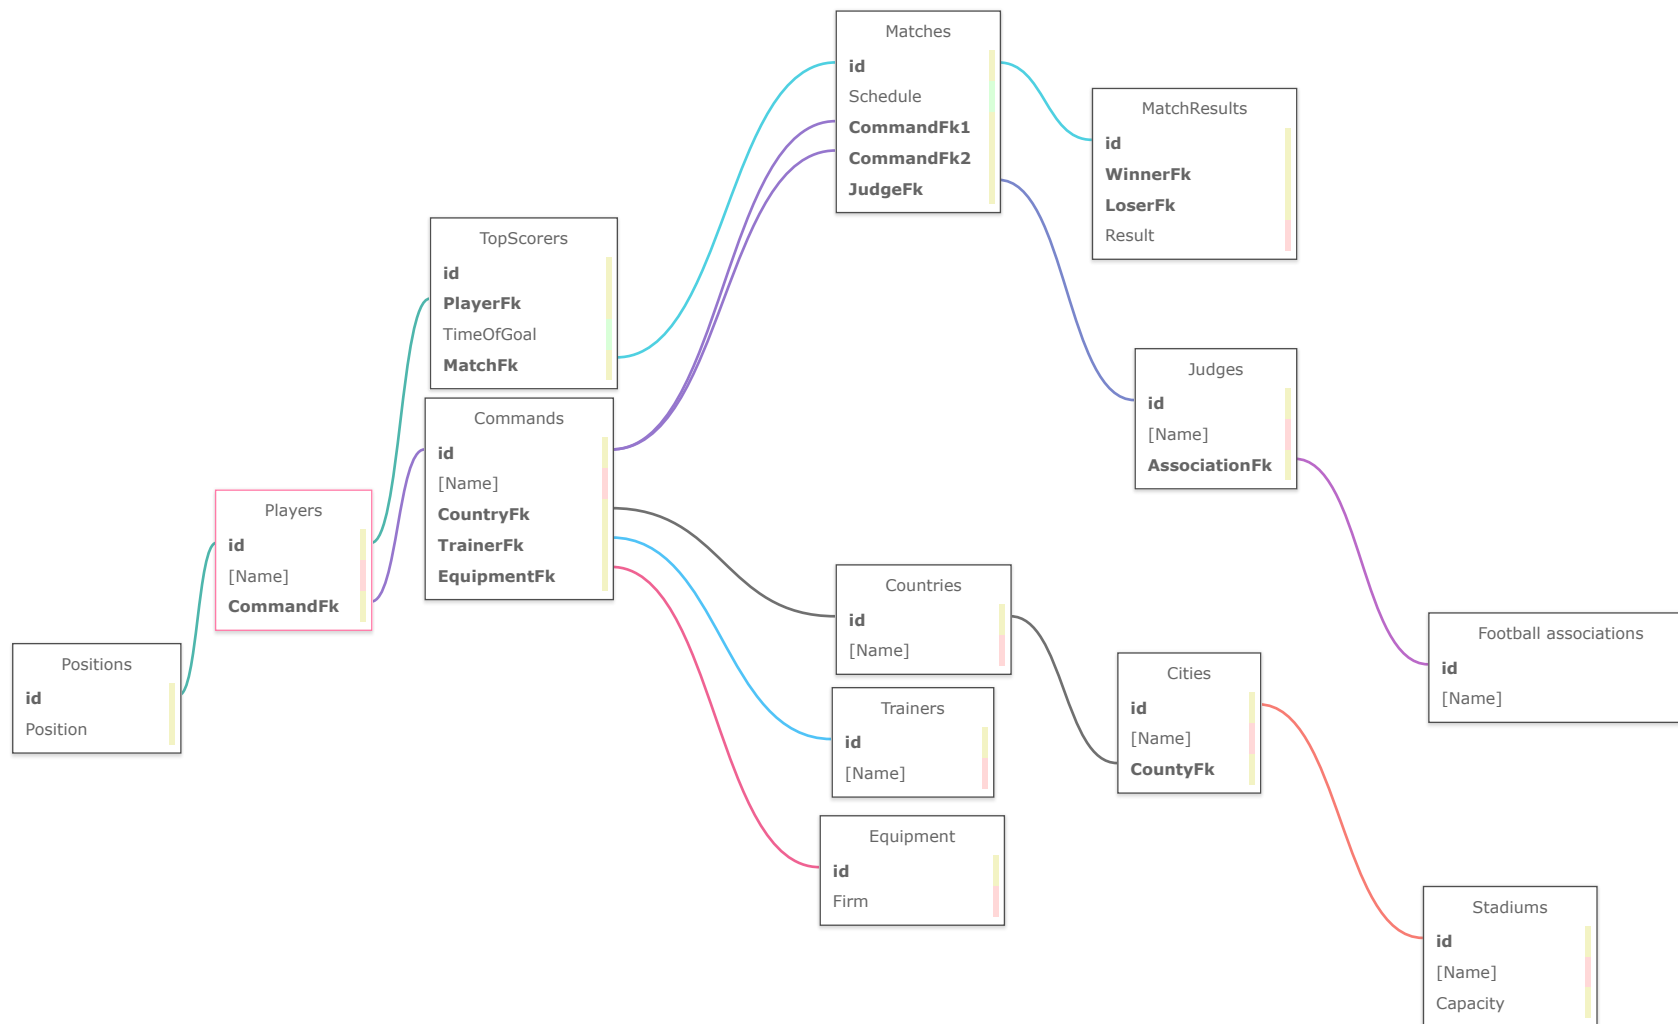 Matches
id
Schedule
CommandFk1
CommandFk2
JudgeFk
MatchResults
id
WinnerFk
LoserFk
Result
TopScorers
id
PlayerFk
TimeOfGoal
MatchFk
Judges
id
[Name]
AssociationFk
Commands
id
[Name]
CountryFk
TrainerFk
EquipmentFk
Players
id
[Name]
CommandFk
Countries
id
[Name]
Football associations
id
[Name]
Positions
id
Position
Cities
id
[Name]
CountyFk
Trainers
id
[Name]
Equipment
id
Firm
Stadiums
id
[Name]
Capacity